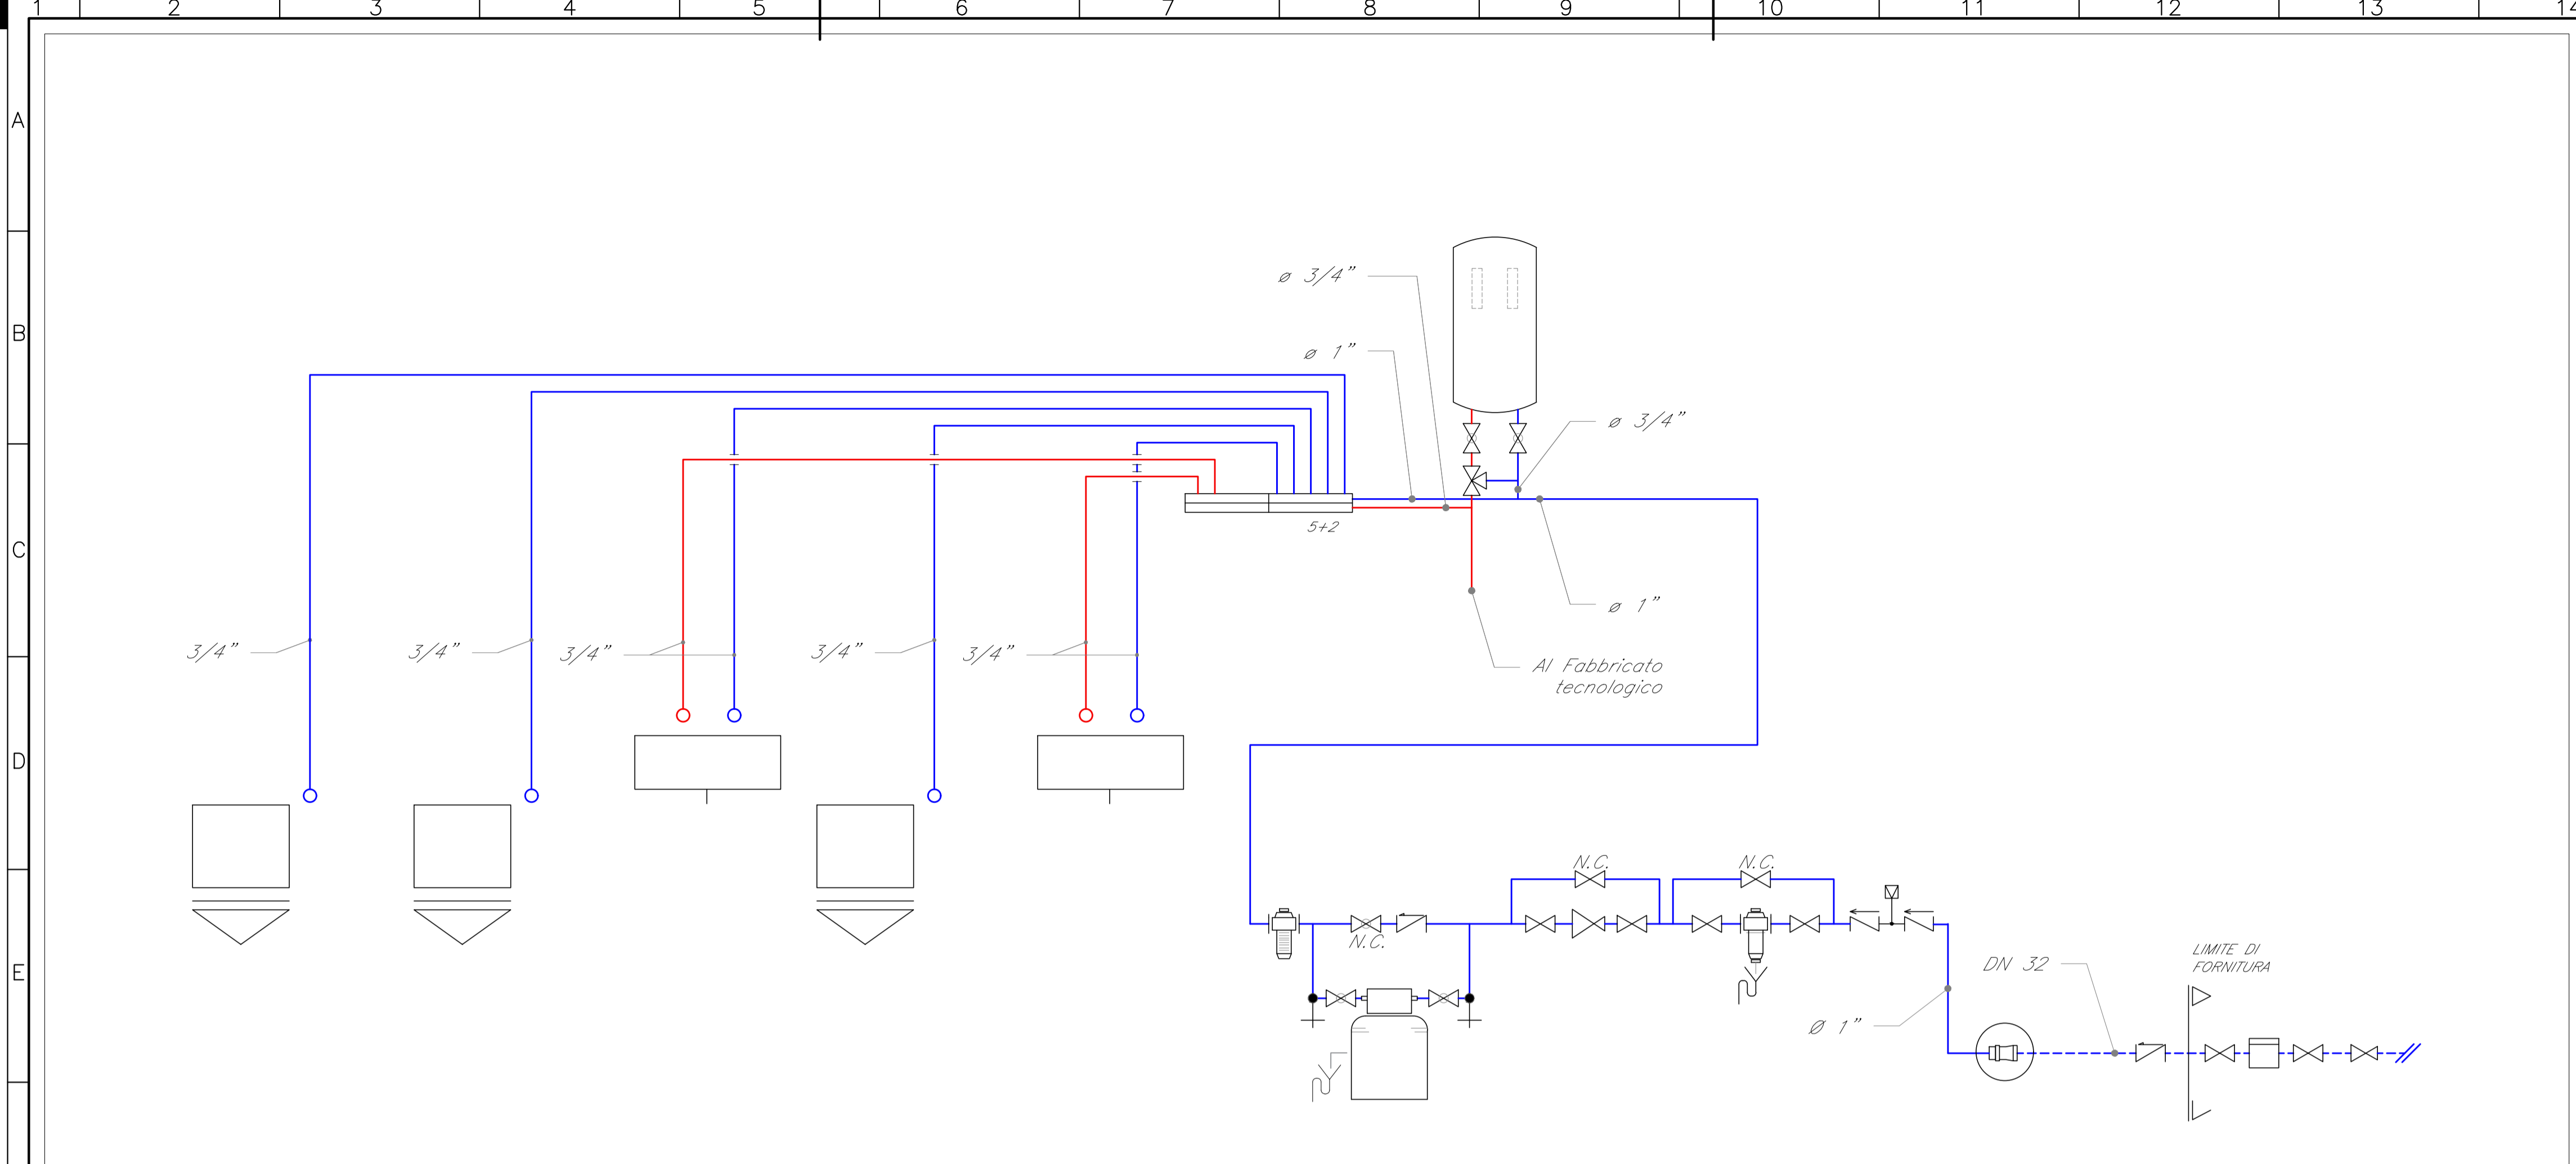 1 2 3 4 5 6 7 8 9 10 11 12 13 14
A
B
C
D
E
ø 3/4”
ø 1”
ø 3/4”
5+2
ø 1”
3/4”
3/4”
3/4”
3/4”
3/4”
Al Fabbricato
tecnologico
N.C.
N.C.
N.C.
LIMITE DI
FORNITURA
DN 32
Ø 1”